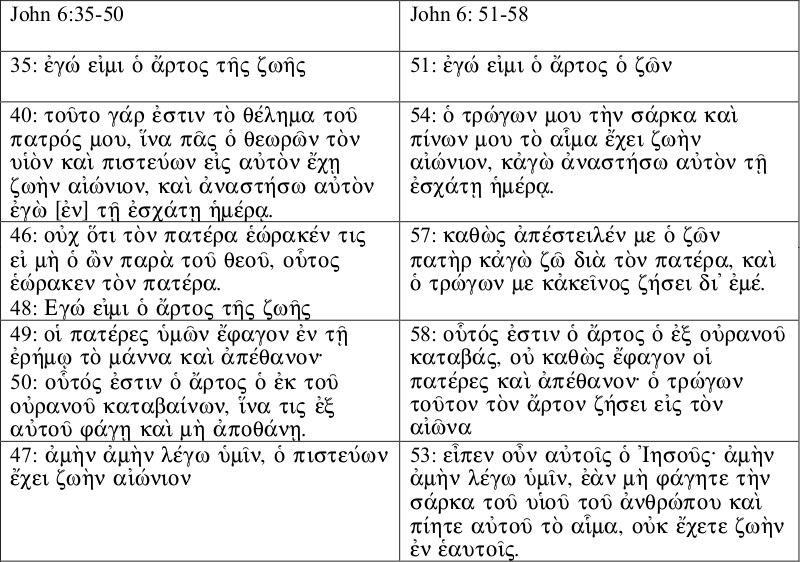 John 6:35-50
John 6: 51-58
35: ἐγώ εἰμι ὁ ἄρτος τῆς ζωῆς
51: ἐγώ εἰμι ὁ ἄρτος ὁ ζῶν
40: τοῦτο γάρ ἐστιν τὸ θέλημα τοῦ
πατρός μου, ἵνα πᾶς ὁ θεωρῶν τὸν
υἱὸν καὶ πιστεύων εἰς αὐτὸν ἔχῃ
ζωὴν αἰώνιον, καὶ ἀναστήσω αὐτὸν
ἐγὼ [ἐν] τῇ ἐσχάτῃ ἡμέρᾳ.
54: ὁ τρώγων μου τὴν σάρκα καὶ
πίνων μου τὸ αἷμα ἔχει ζωὴν
αἰώνιον, κἀγὼ ἀναστήσω αὐτὸν τῇ
ἐσχάτῃ ἡμέρᾳ.
46: οὐχ ὅτι τὸν πατέρα ἑώρακέν τις
εἰ μὴ ὁ ὢν παρὰ τοῦ θεοῦ, οὗτος
ἑώρακεν τὸν πατέρα.
48: Εγώ εἰμι ὁ ἄρτος τῆς ζωῆς
57: καθὼς ἀπέστειλέν με ὁ ζῶν
πατὴρ κἀγὼ ζῶ διὰ τὸν πατέρα, καὶ
ὁ τρώγων με κἀκεῖνος ζήσει δι᾽ ἐμέ.
49: οἱ πατέρες ὑμῶν ἔφαγον ἐν τῇ
ἐρήμῳ τὸ μάννα καὶ ἀπέθανον·
50: οὗτός ἐστιν ὁ ἄρτος ὁ ἐκ τοῦ
οὐρανοῦ καταβαίνων, ἵνα τις ἐξ
αὐτοῦ φάγῃ καὶ μὴ ἀποθάνῃ.
58: οὗτός ἐστιν ὁ ἄρτος ὁ ἐξ οὐρανοῦ
καταβάς, οὐ καθὼς ἔφαγον οἱ
πατέρες καὶ ἀπέθανον· ὁ τρώγων
τοῦτον τὸν ἄρτον ζήσει εἰς τὸν
αἰῶνα
47: ἀμὴν ἀμὴν λέγω ὑμῖν, ὁ πιστεύων
ἔχει ζωὴν αἰώνιον
53: εἶπεν οὖν αὐτοῖς ὁ Ἰησοῦς· ἀμὴν
ἀμὴν λέγω ὑμῖν, ἐὰν μὴ φάγητε τὴν
σάρκα τοῦ υἱοῦ τοῦ ἀνθρώπου καὶ
πίητε αὐτοῦ τὸ αἷμα, οὐκ ἔχετε ζωὴν
ἐν ἑαυτοῖς.